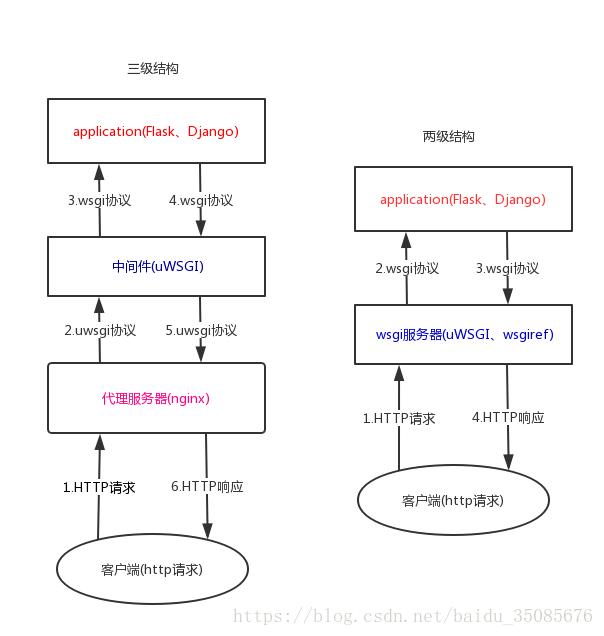 三级结构
application(Flask、Django)
3.wsgi协议
4.wsgi协议
中间件(uWSGI)
2.uwsgi协议
5.uwsgi协议
代理服务器(nginx)
1.HTTP请求
6.HTTP响应
客户端(http请求)
两级结构
application(Flask、Django)
2.wsgi协议
3.wsgi协议
wsgi服务器(uWSGI、wsgiref)
1.HTTP请求
4.HTTP响应
客户端(http请求)
https://blog.csdn.net/baidu_35085676